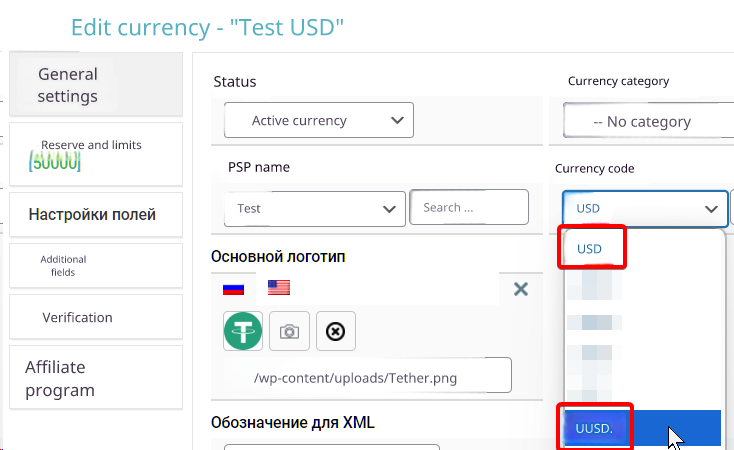 Edit currency - "Test USD"
General
settings
Reserve and limits
[50000]
Настройки полей
Additional
fields
Verification
Affiliate
program
Status
Currency category
Active currency
-- No category
PSP name
Currency code
Test
Search ...
USD
USD
Основной логотип
/wp-content/uploads/Tether.png
UUSD.
Обозначение для XML